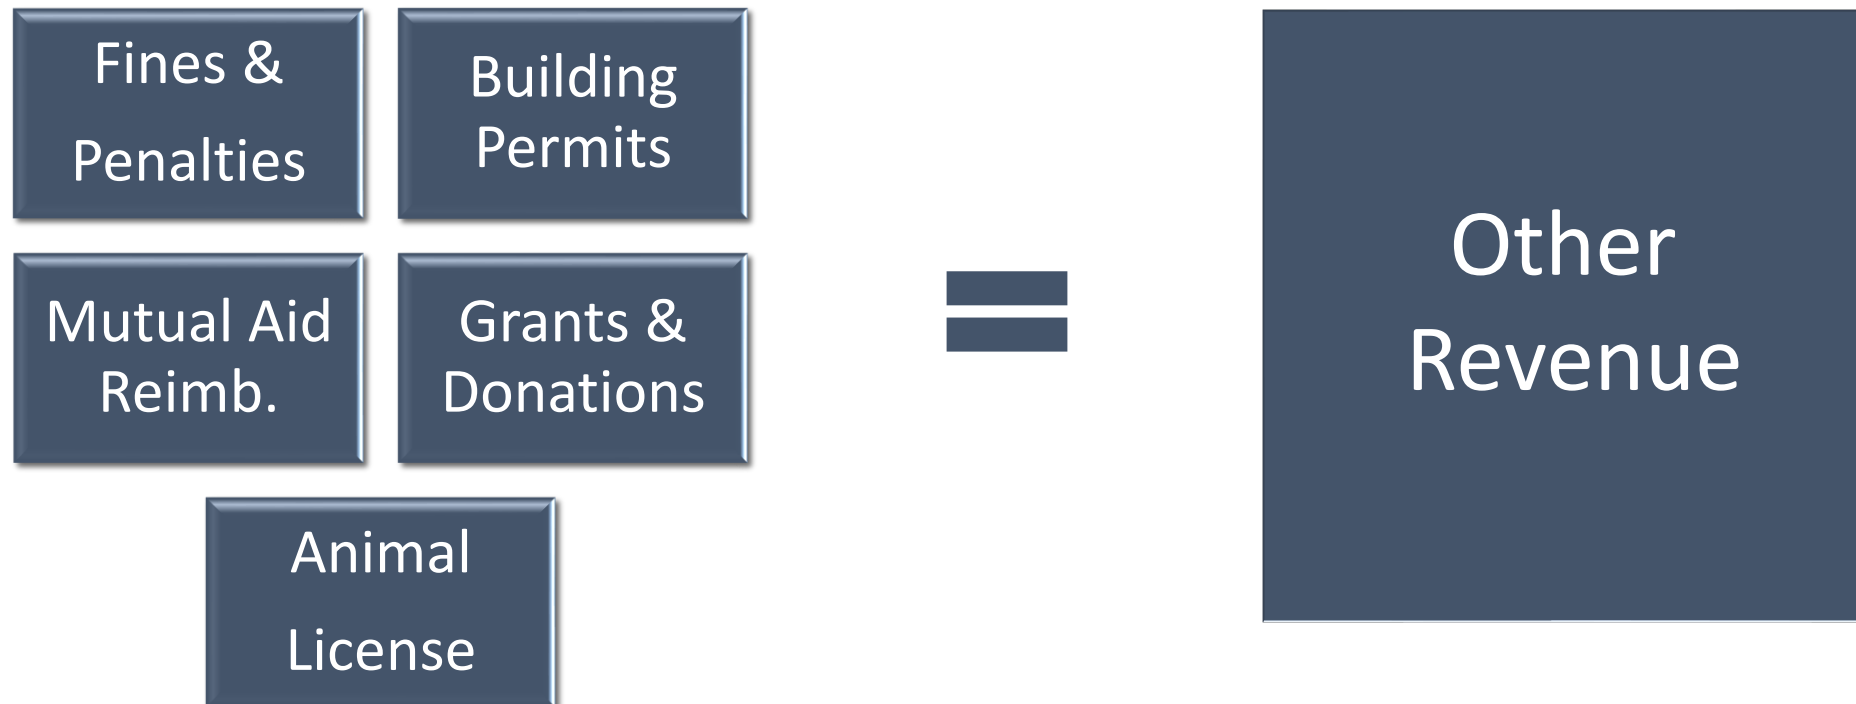 Fines &
Penalties
Building
Permits
Mutual Aid
Reimb.
Grants &
Donations
Animal
License
Other
Revenue